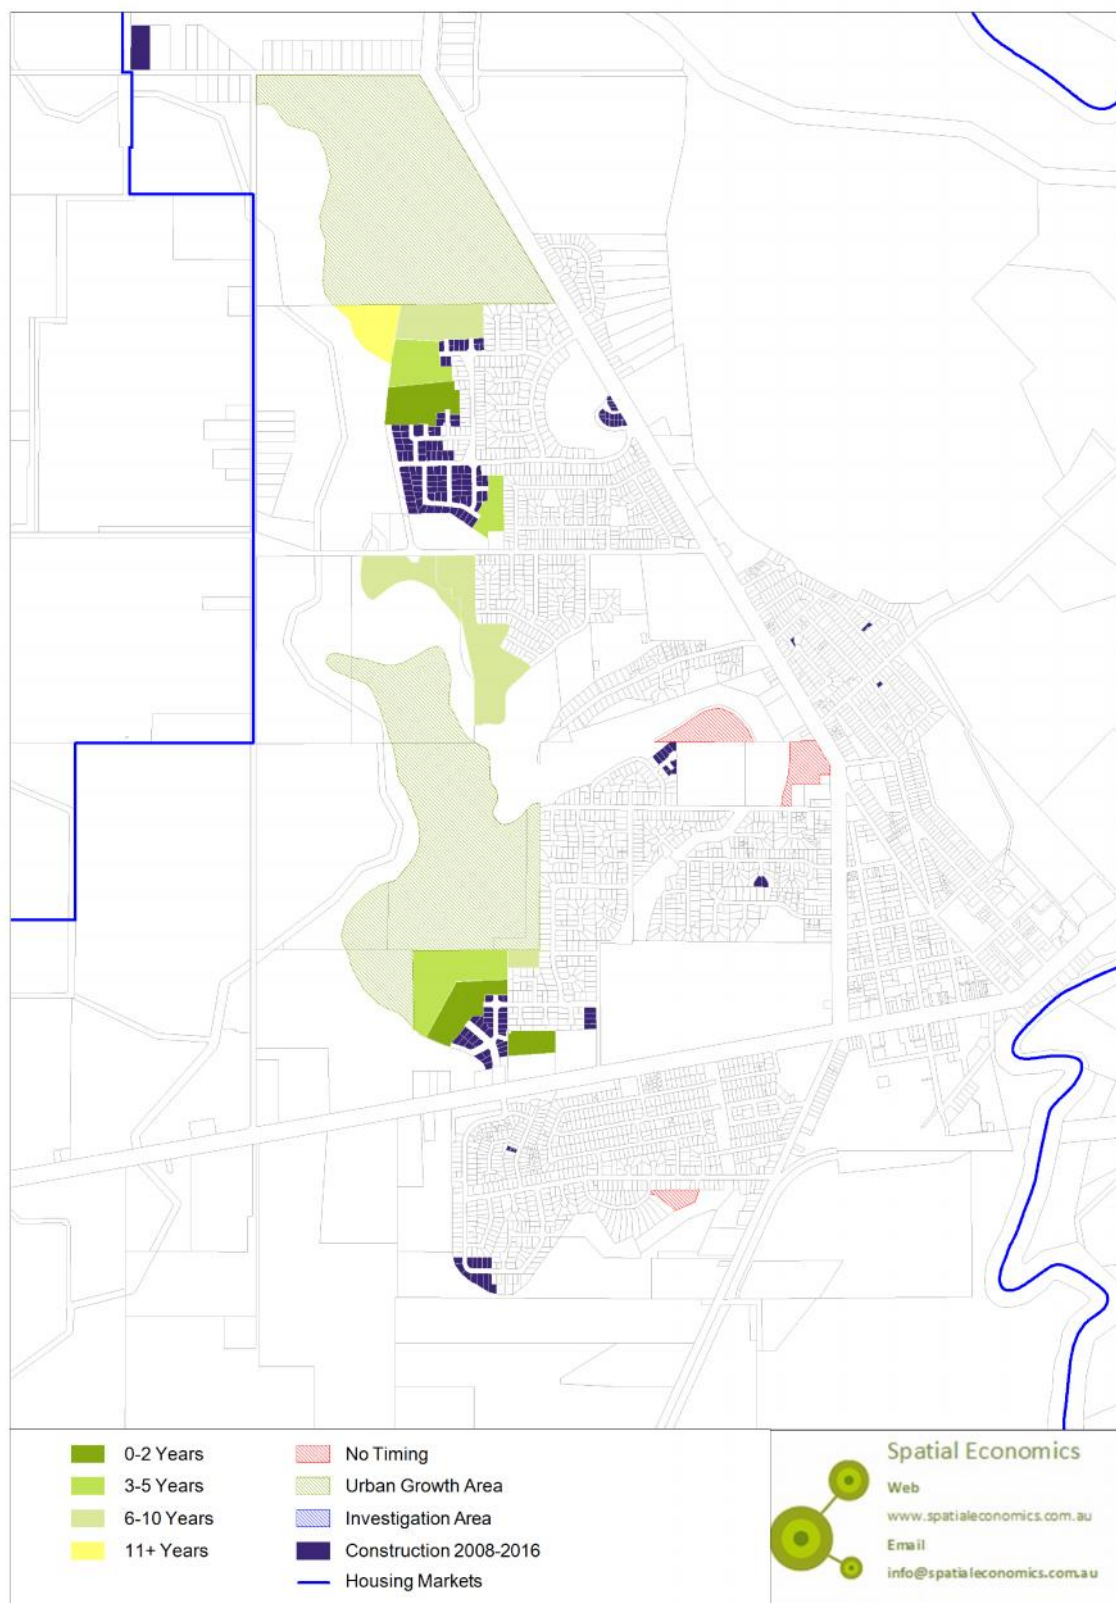 0-2 Years
3-5 Years
6-10 Years
11+ Years
No Timing
Urban Growth Area
Investigation Area
Construction 2008-2016
Housing Markets
Spatial Economics
Web
www.spatialeconomics.com.au
Email
info@spatialeconomics.com.au